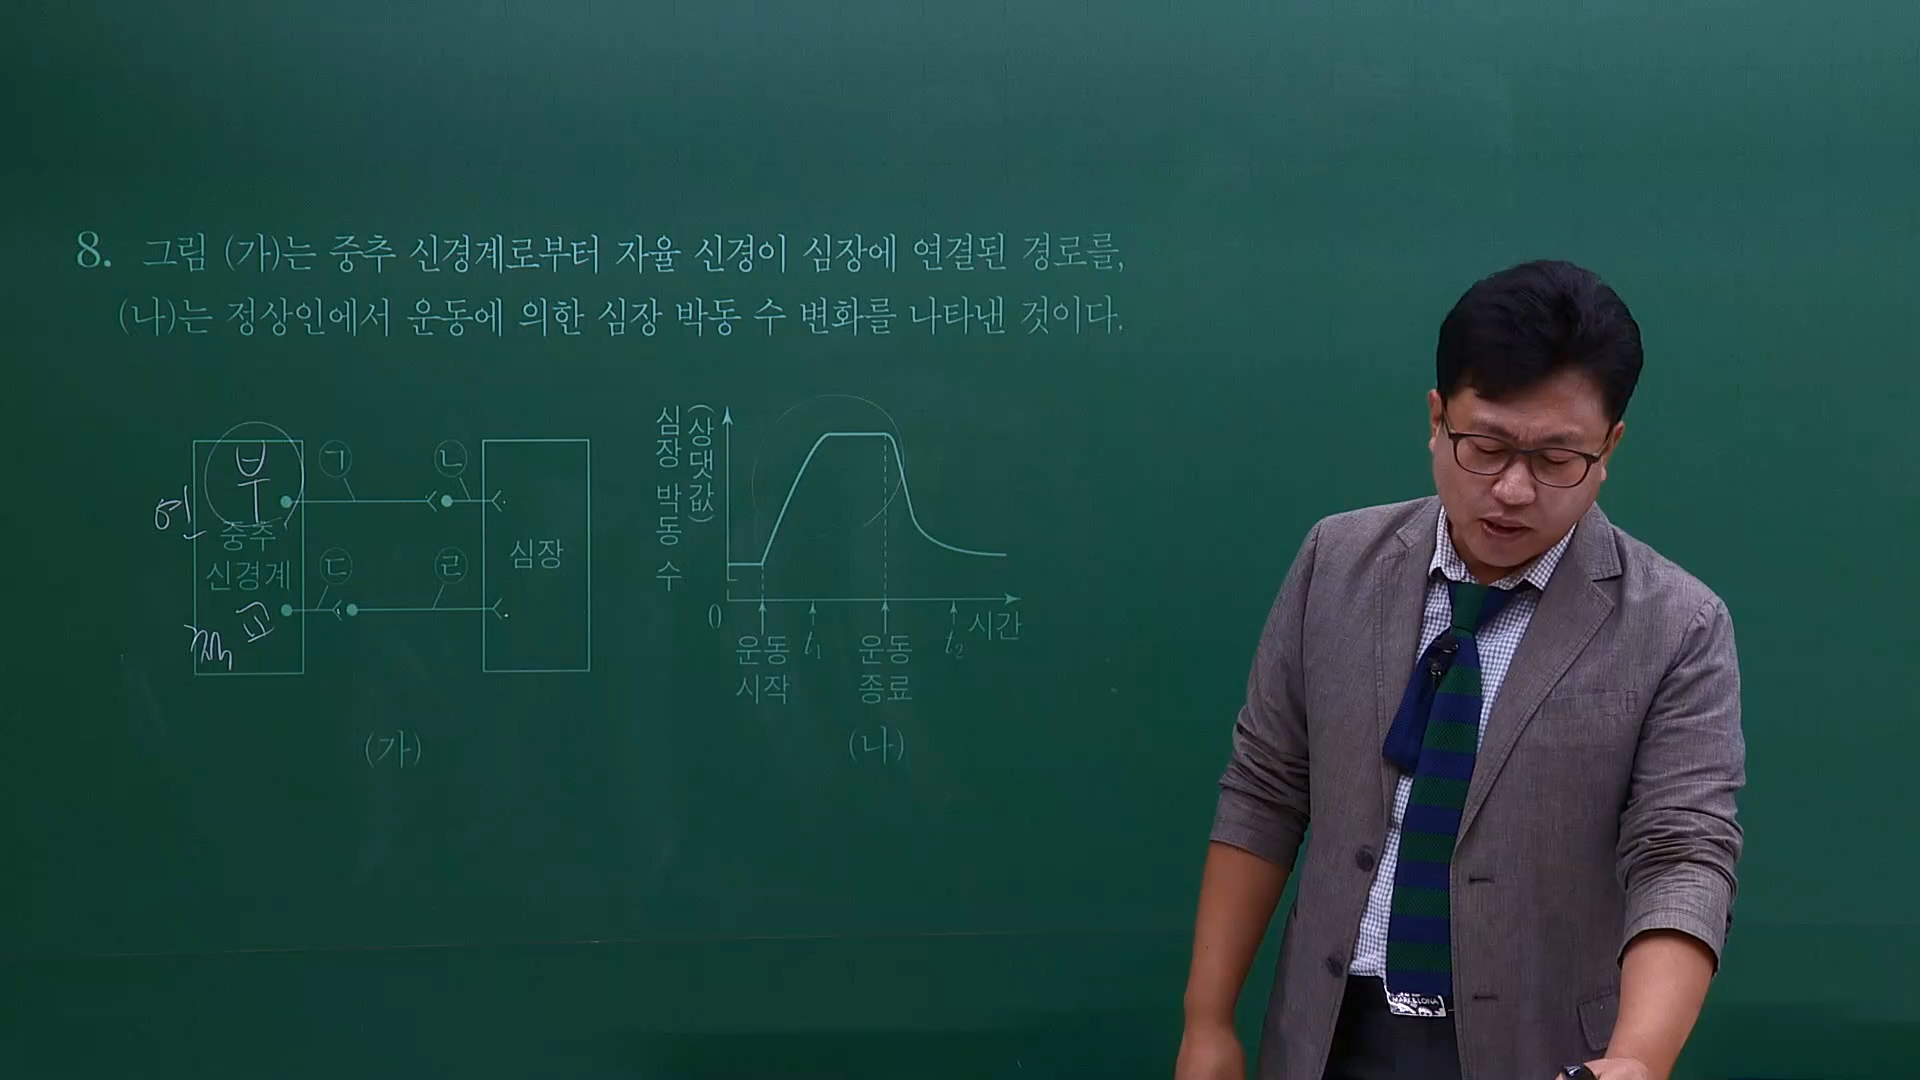 8. 그림 (가)는 중추 신경계로부터 자율 신경이 심장에 연결된 경로를,
(나)는 정상인에서 운동에 의한 심장 박동 수 변화를 나타낸 것이다.
부
㉠
㉡
연
중추
신경계
㉢
㉣
교
척
심장
(가)
심장 박동 수
(상댓값)
0
운동
시작
t₁
운동
종료
t₂
시간
(나)
MARK&LONA